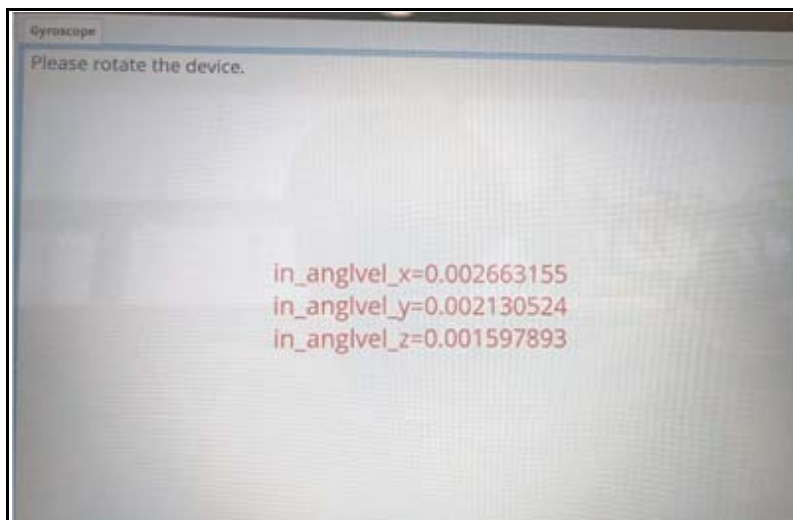 Gyroscope
Please rotate the device.
in_anglvel_x=0.002663155
in_anglvel_y=0.002130524
in_anglvel_z=0.001597893